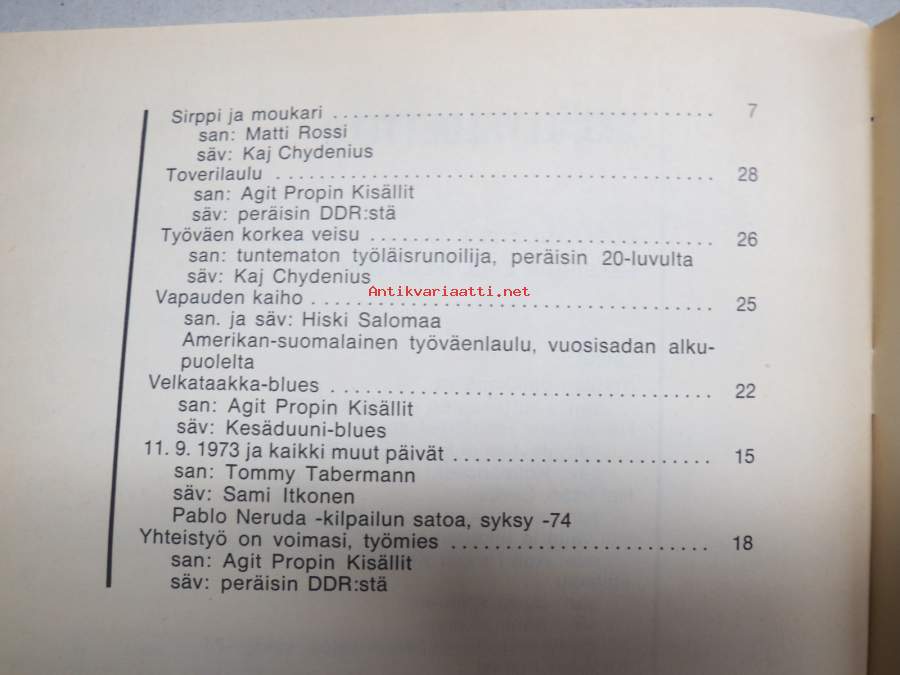 Sirppi ja moukari . . . . . . . . . . . . . . . . . . . . . . . . . . . . . 7
san: Matti Rossi
säv: Kaj Chydenius
Toverilaulu . . . . . . . . . . . . . . . . . . . . . . . . . . . . . . . . . 28
san: Agit Propin Kisällit
säv: peräisin DDR:stä
Työväen korkea veisu . . . . . . . . . . . . . . . . . . . . . . . . . . 26
san: tuntematon työläisrunoilija, peräisin 20-luvulta
säv: Kaj Chydenius
Antikvariaatti.net
Vapauden kaiho . . . . . . . . . . . . . . . . . . . . . . . . . . . . . . 25
san. ja säv: Hiski Salomaa
Amerikan-suomalainen työväenlaulu, vuosisadan alku-
puolelta
Velkataakka-blues . . . . . . . . . . . . . . . . . . . . . . . . . . . . . 22
san: Agit Propin Kisällit
säv: Kesäduuni-blues
11. 9. 1973 ja kaikki muut päivät . . . . . . . . . . . . . . . . . . . . 15
san: Tommy Tabermann
säv: Sami Itkonen
Pablo Neruda -kilpailun satoa, syksy -74
Yhteistyö on voimasi, työmies . . . . . . . . . . . . . . . . . . . . 18
san: Agit Propin Kisällit
säv: peräisin DDR:stä